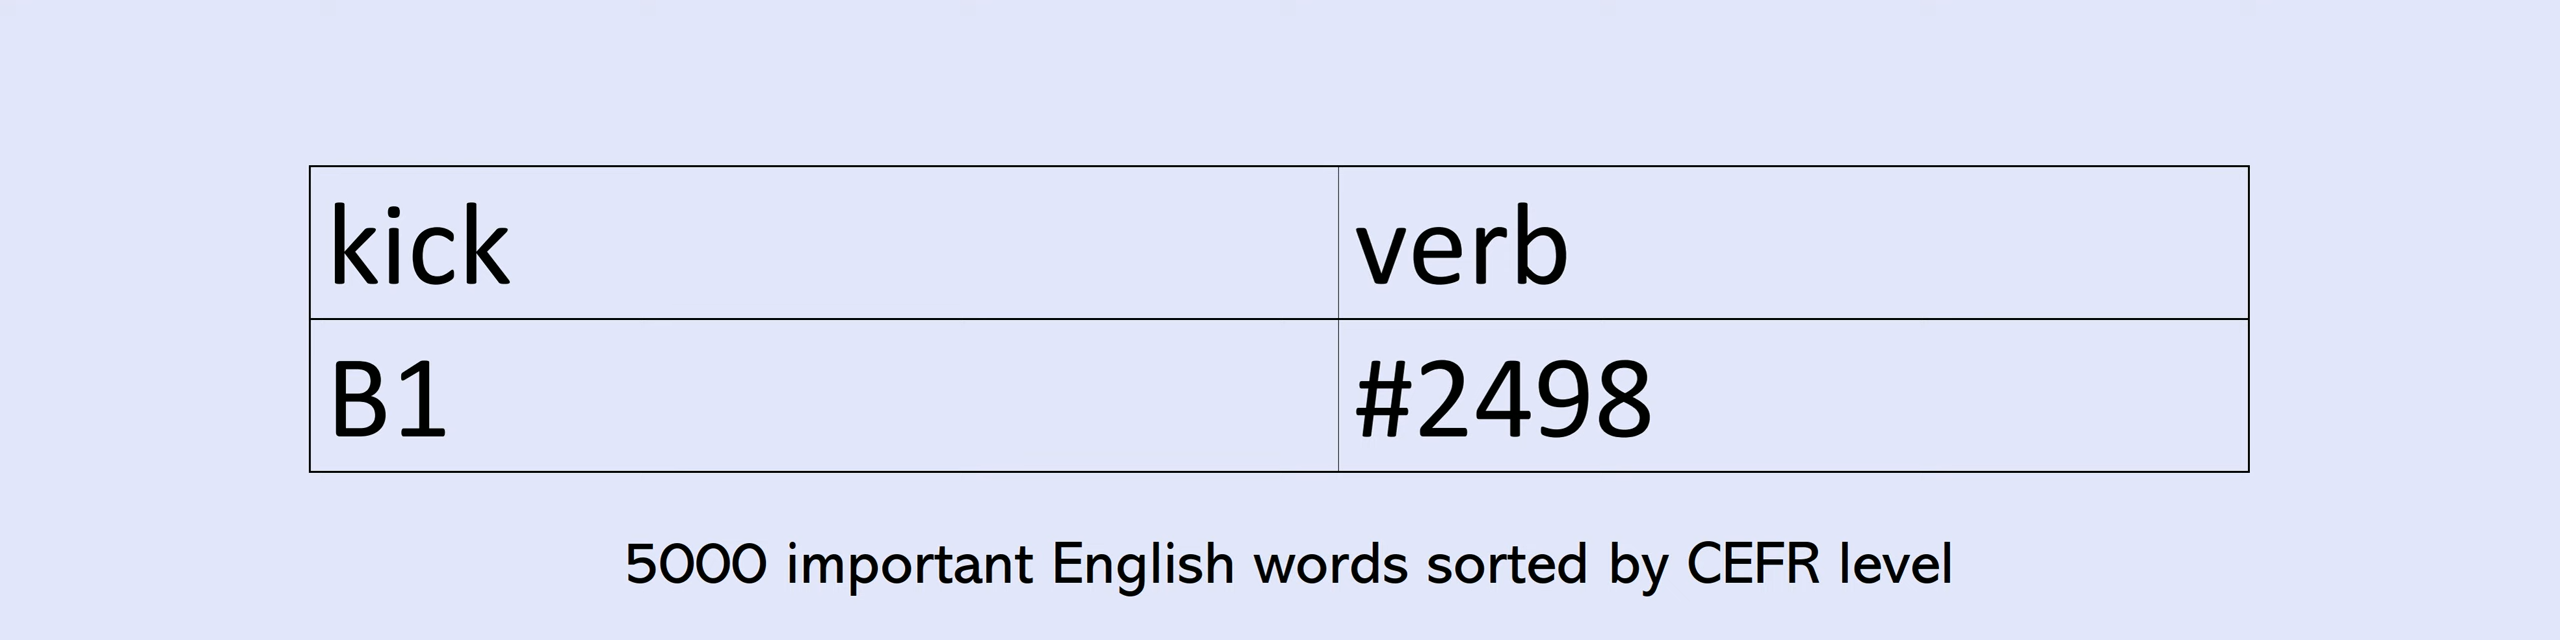 kick verb
B1 #2498
5000 important English words sorted by CEFR level